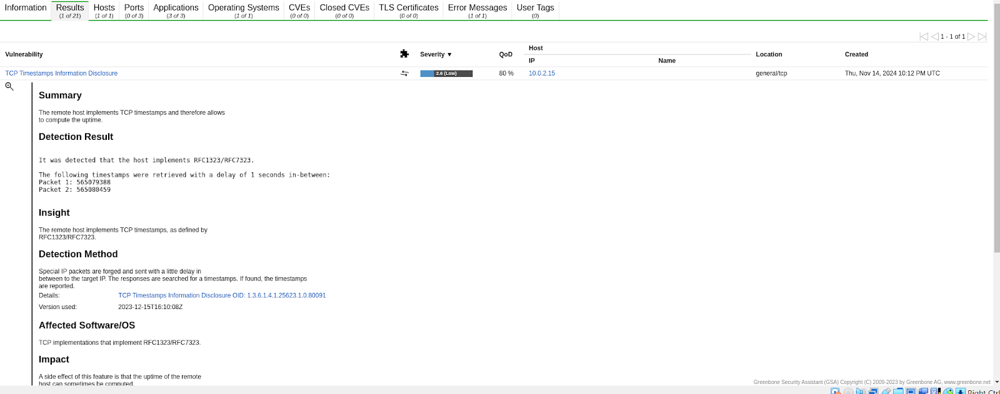 Information Results Hosts Ports Applications Operating Systems CVEs Closed CVEs TLS Certificates Error Messages User Tags
(1 of 21) (1 of 1) (0 of 3) (3 of 3) (1 of 1) (0 of 0) (0 of 0) (0 of 0) (1 of 1) (0)
1 - 1 of 1
Vulnerability Severity ▼ QoD Host Location Created
IP Name
TCP Timestamps Information Disclosure 2.6 (Low) 80 % 10.0.2.15 general/tcp Thu, Nov 14, 2024 10:12 PM UTC
Summary
The remote host implements TCP timestamps and therefore allows
to compute the uptime.
Detection Result
It was detected that the host implements RFC1323/RFC7323.
The following timestamps were retrieved with a delay of 1 seconds in-between:
Packet 1: 565079388
Packet 2: 565080459
Insight
The remote host implements TCP timestamps, as defined by
RFC1323/RFC7323.
Detection Method
Special IP packets are forged and sent with a little delay in
between to the target IP. The responses are searched for a timestamps. If found, the timestamps
are reported.
Details: TCP Timestamps Information Disclosure OID: 1.3.6.1.4.1.25623.1.0.80091
Version used: 2023-12-15T16:10:08Z
Affected Software/OS
TCP implementations that implement RFC1323/RFC7323.
Impact
A side effect of this feature is that the uptime of the remote
host can sometimes be computed.
Greenbone Security Assistant (GSA) Copyright (C) 2009-2023 by Greenbone AG, www.greenbone.net
Right Ctrl